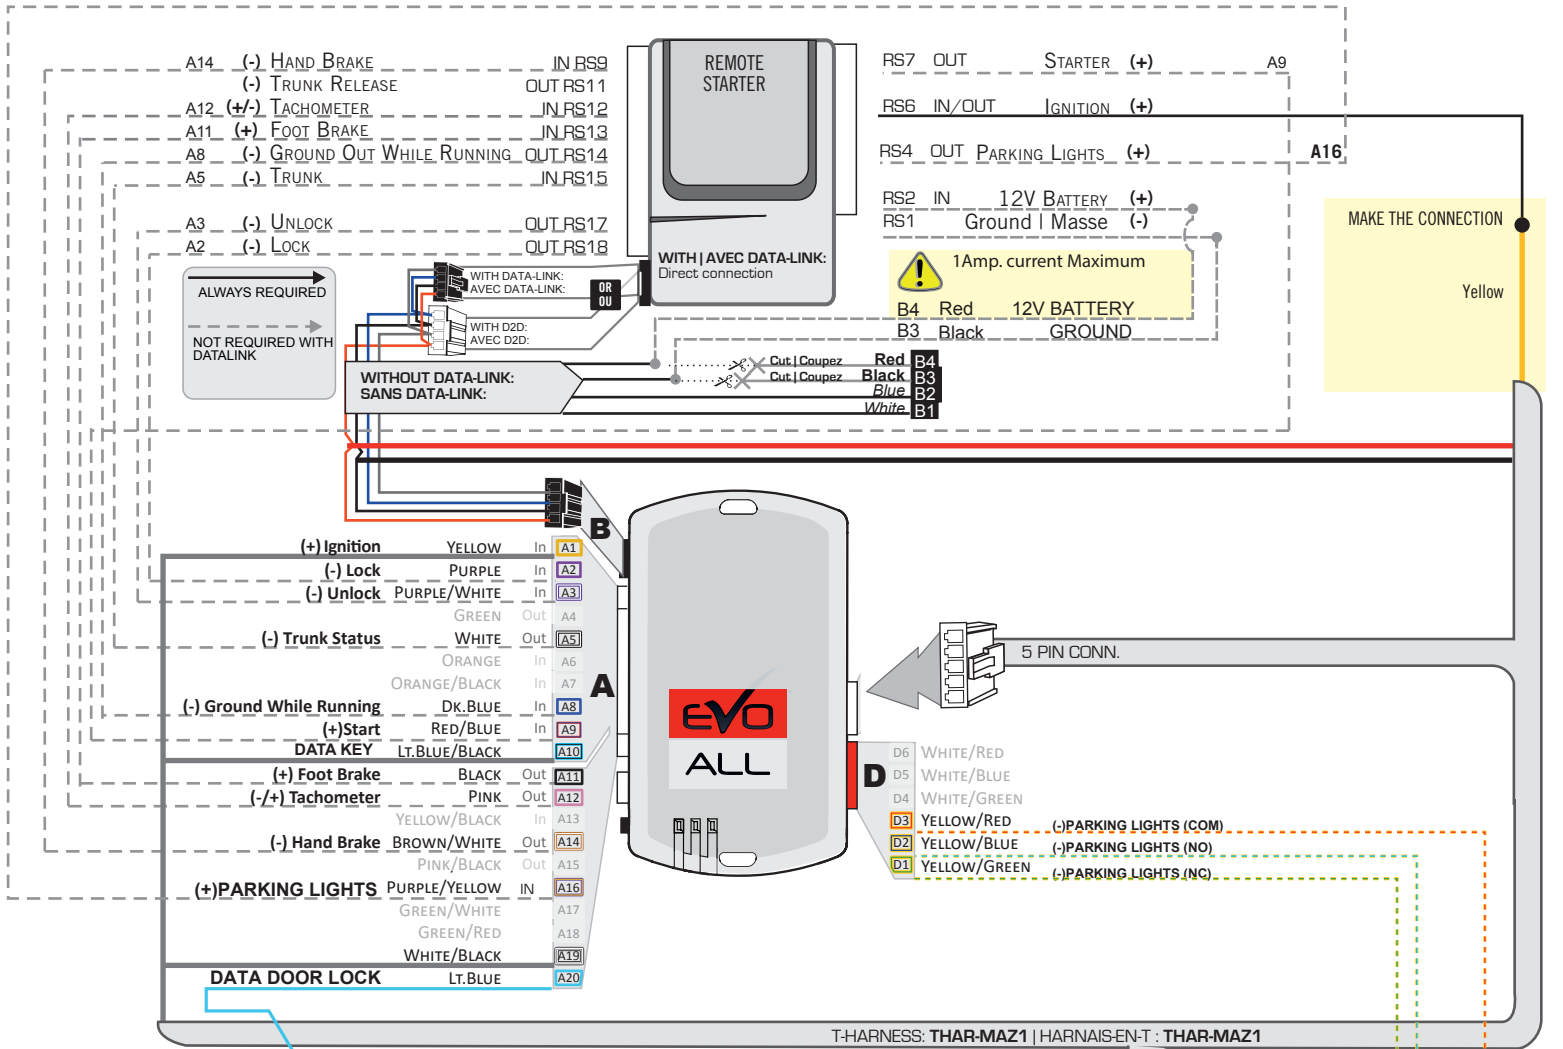 A14 (-) HAND BRAKE IN RS9
(-) TRUNK RELEASE OUT RS11
A12 (+/-) TACHOMETER IN RS12
A11 (+) FOOT BRAKE IN RS13
A8 (-) GROUND OUT WHILE RUNNING OUT RS14
A5 (-) TRUNK IN RS15
A3 (-) UNLOCK OUT RS17
A2 (-) LOCK OUT RS18
REMOTE
STARTER
WITH | AVEC DATA-LINK:
Direct connection
RS7 OUT STARTER (+) A9
RS6 IN/OUT IGNITION (+)
RS4 OUT PARKING LIGHTS (+) A16
RS2 IN 12V BATTERY (+)
RS1 Ground | Masse (-)
1Amp. current Maximum
B4 Red 12V BATTERY
B3 Black GROUND
MAKE THE CONNECTION
Yellow
ALWAYS REQUIRED
NOT REQUIRED WITH
DATALINK
WITH DATA-LINK:
AVEC DATA-LINK:
OR
OU
WITH D2D:
AVEC D2D:
WITHOUT DATA-LINK:
SANS DATA-LINK:
Cut | Coupez Red B4
Cut | Coupez Black B3
Blue B2
White B1
B
(+) Ignition YELLOW In A1
(-) Lock PURPLE In A2
(-) Unlock PURPLE/WHITE In A3
GREEN Out A4
(-) Trunk Status WHITE Out A5
ORANGE In A6
ORANGE/BLACK In A7
(-) Ground While Running DK.BLUE In A8
(+)Start RED/BLUE In A9
DATA KEY LT.BLUE/BLACK A10
(+) Foot Brake BLACK Out A11
(-/+) Tachometer PINK Out A12
YELLOW/BLACK In A13
(-) Hand Brake BROWN/WHITE Out A14
PINK/BLACK Out A15
(+)PARKING LIGHTS PURPLE/YELLOW IN A16
GREEN/WHITE A17
GREEN/RED A18
WHITE/BLACK A19
DATA DOOR LOCK LT.BLUE A20
A
EVO
ALL
5 PIN CONN.
D
D6 WHITE/RED
D5 WHITE/BLUE
D4 WHITE/GREEN
D3 YELLOW/RED (-)PARKING LIGHTS (COM)
D2 YELLOW/BLUE (-)PARKING LIGHTS (NO)
D1 YELLOW/GREEN (-)PARKING LIGHTS (NC)
T-HARNESS: THAR-MAZ1 | HARNAIS-EN-T : THAR-MAZ1